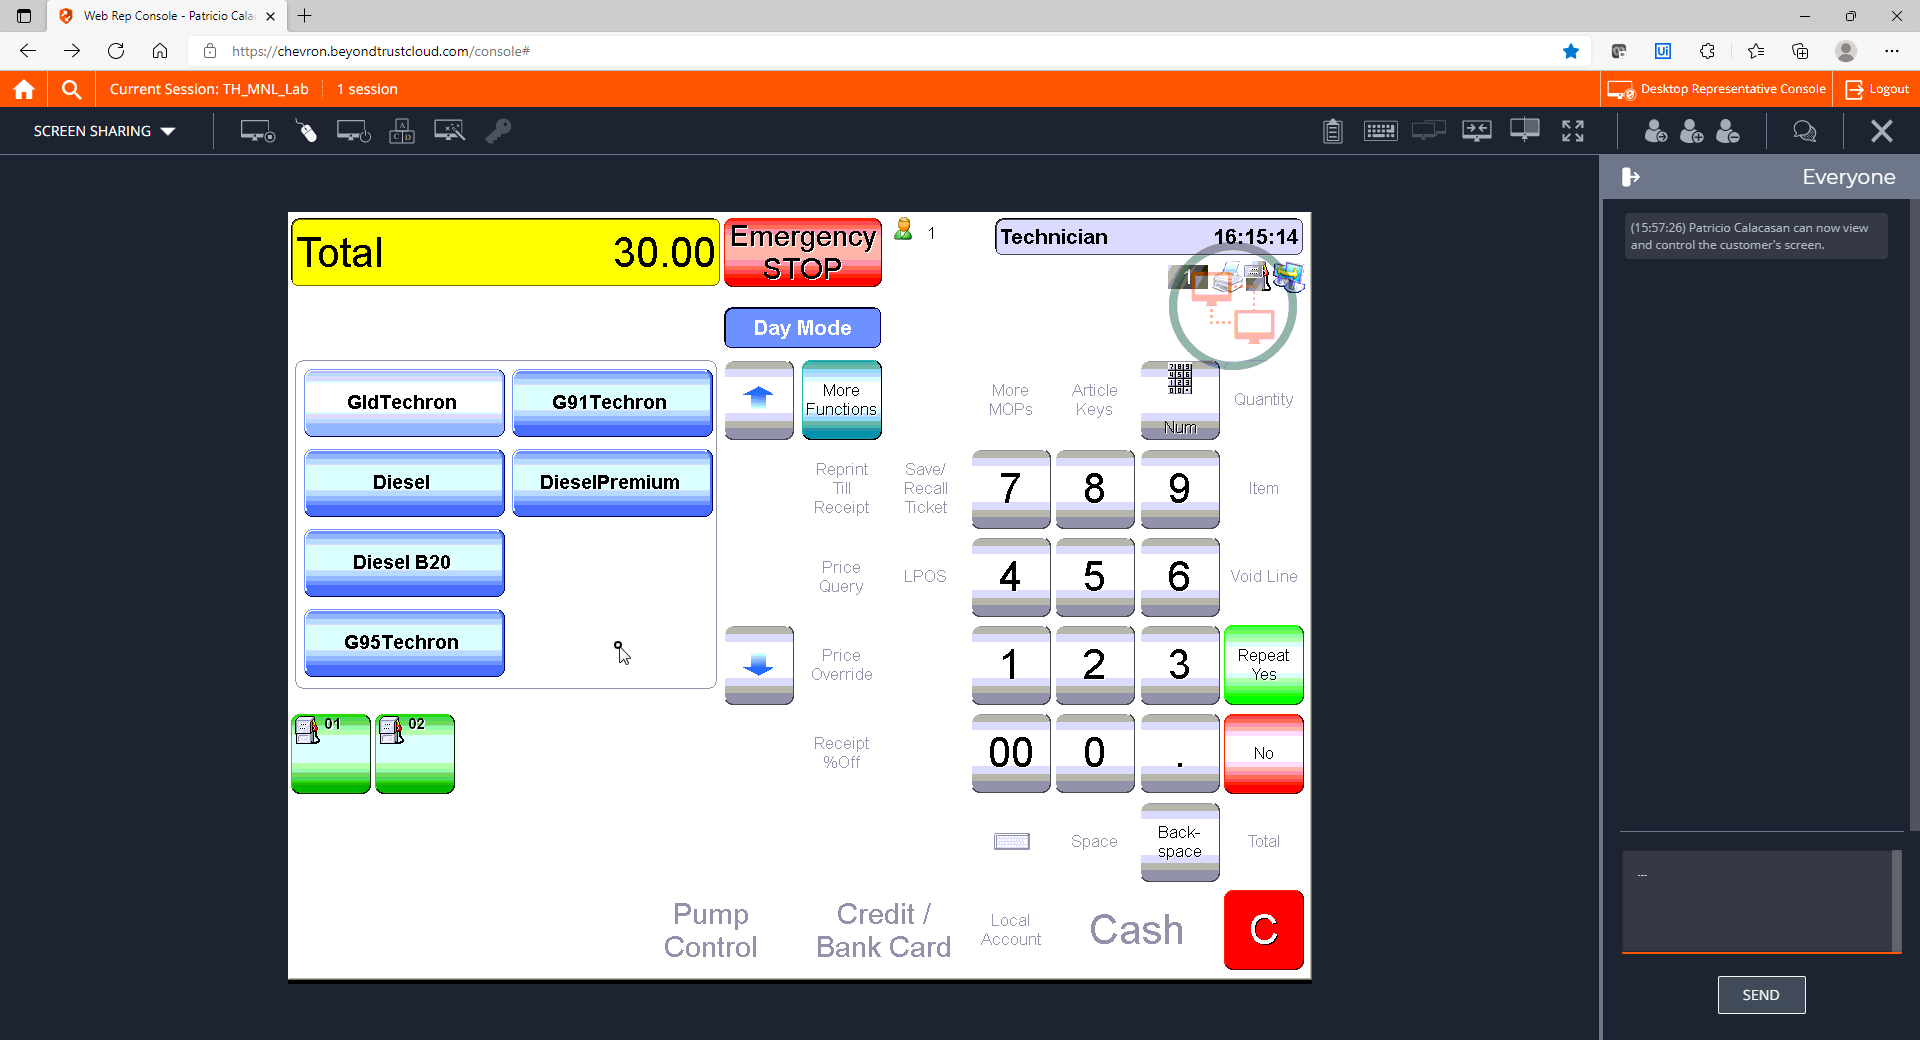 Web Rep Console - Patricio Cala
https://chevron.beyondtrustcloud.com/console#
Current Session: TH_MNL_Lab
1 session
Desktop Representative Console
Logout
SCREEN SHARING
Everyone
(15:57:26) Patricio Calacasan can now view
and control the customer's screen.
Total 30.00
Emergency
STOP
1
Technician 16:15:14
1
Day Mode
GldTechron
G91Techron
Diesel
DieselPremium
Diesel B20
G95Techron
More
Functions
More
MOPs
Article
Keys
Num
Quantity
Reprint
Till
Receipt
Save/
Recall
Ticket
7
8
9
Item
Price
Query
LPOS
4
5
6
Void Line
Price
Override
1
2
3
Repeat
Yes
01
02
Receipt
%Off
00
0
.
No
Space
Back-
space
Total
Pump
Control
Credit /
Bank Card
Local
Account
Cash
C
---
SEND